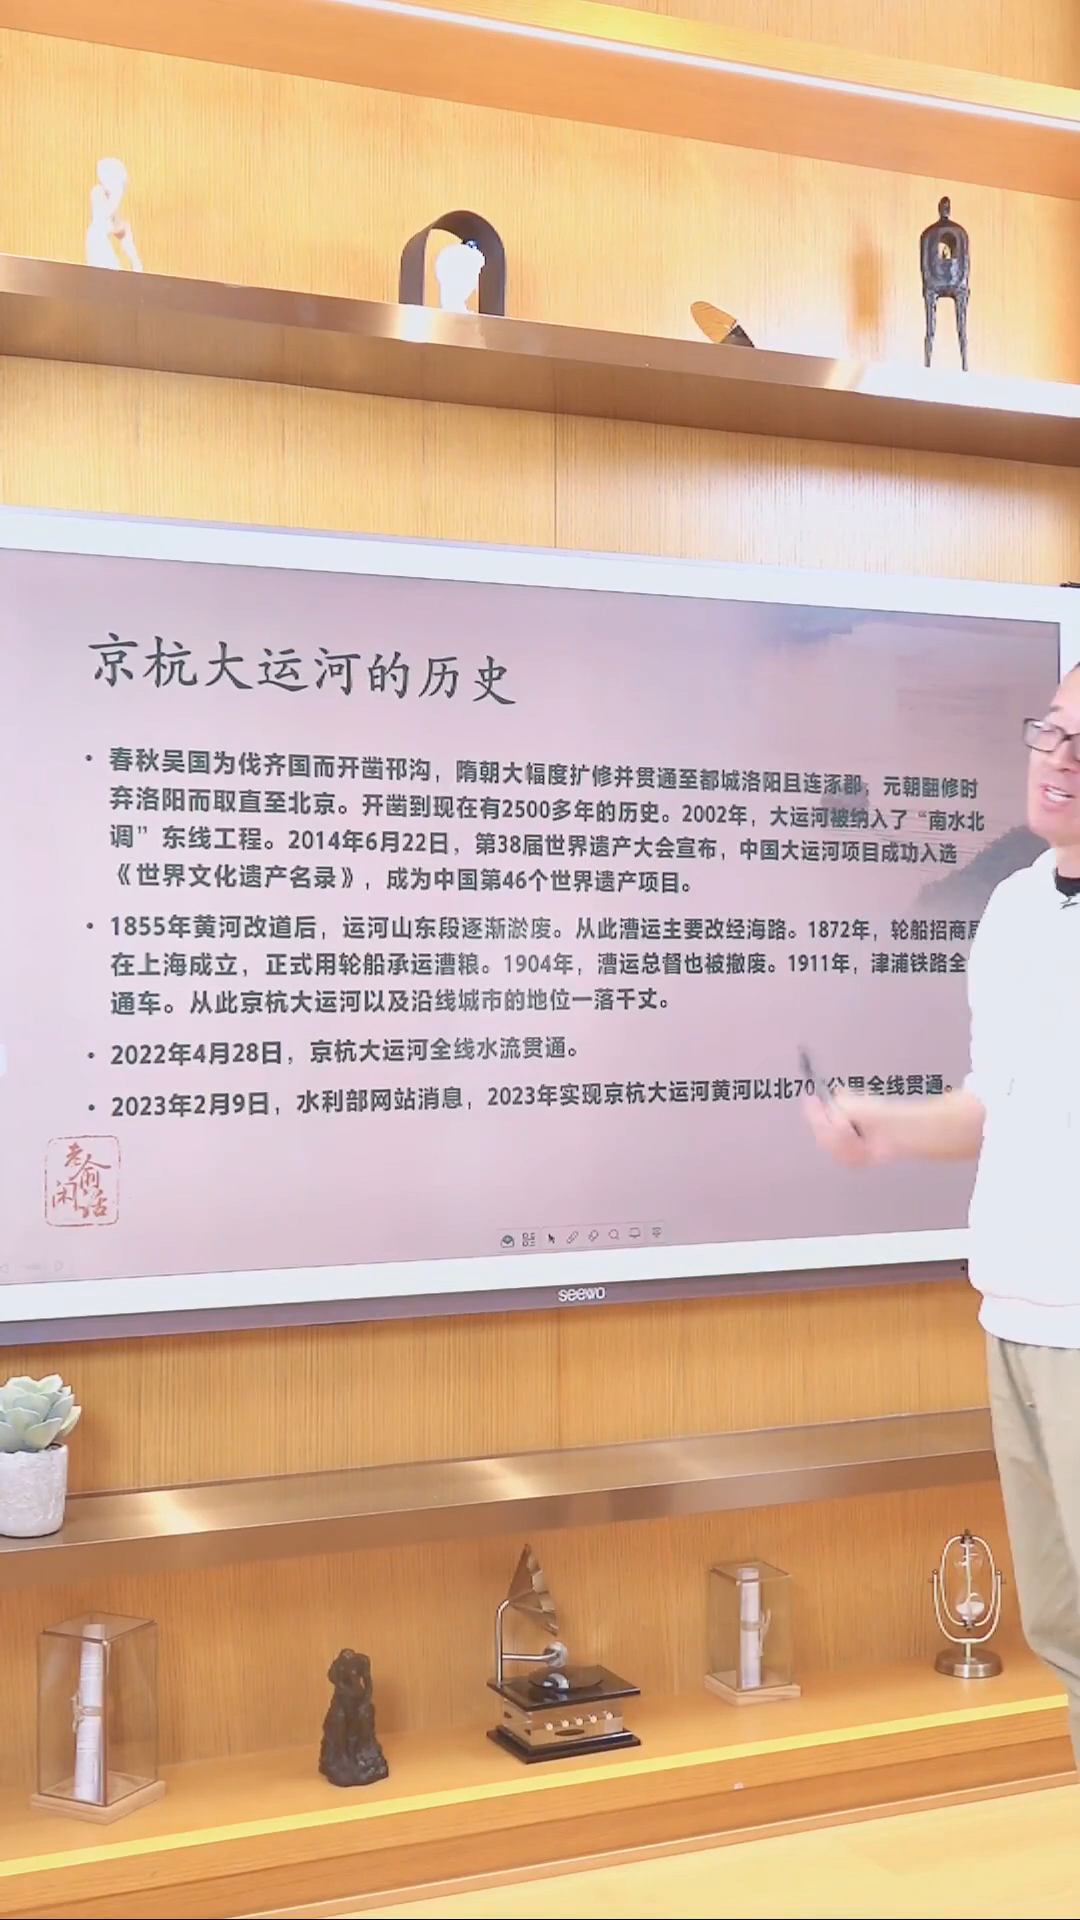 京杭大运河的历史
• 春秋吴国为伐齐国而开凿邗沟，隋朝大幅度扩修并贯通至都城洛阳且连涿郡，元朝翻修时
弃洛阳而取直至北京。开凿到现在有2500多年的历史。2002年，大运河被纳入了“南水北
调”东线工程。2014年6月22日，第38届世界遗产大会宣布，中国大运河项目成功入选
《世界文化遗产名录》，成为中国第46个世界遗产项目。
• 1855年黄河改道后，运河山东段逐渐淤废。从此漕运主要改经海路。1872年，轮船招商局
在上海成立，正式用轮船承运漕粮。1904年，漕运总督也被撤废。1911年，津浦铁路全
通车。从此京杭大运河以及沿线城市的地位一落千丈。
• 2022年4月28日，京杭大运河全线水流贯通。
• 2023年2月9日，水利部网站消息，2023年实现京杭大运河黄河以北70公里全线贯通。
老俞闲话
seewo